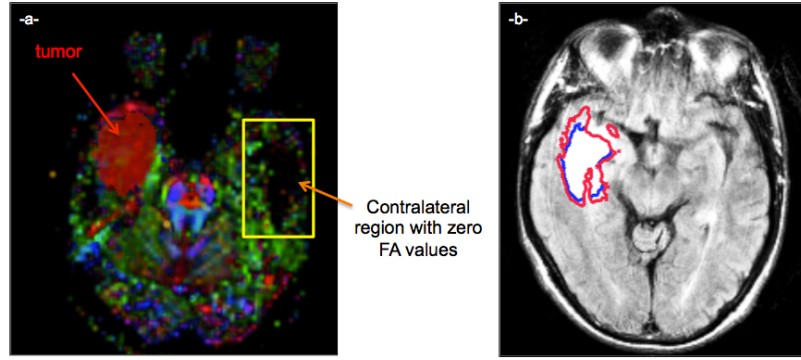 -a-
tumor
Contralateral
region with zero
FA values
-b-